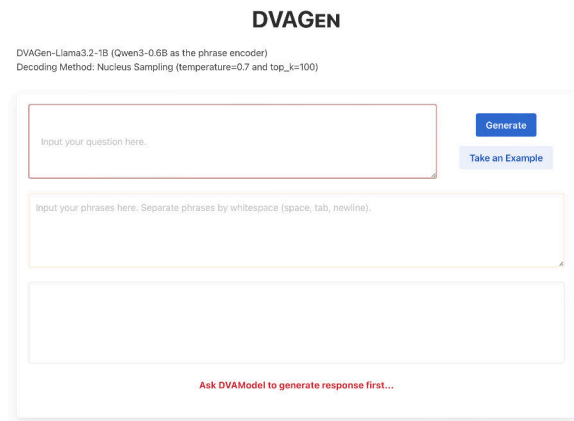 DVAGEN
DVAGen-Llama3.2-1B (Qwen3-0.6B as the phrase encoder)
Decoding Method: Nucleus Sampling (temperature=0.7 and top_k=100)
Input your question here.
Generate
Take an Example
Input your phrases here. Separate phrases by whitespace (space, tab, newline).
Ask DVAModel to generate response first...